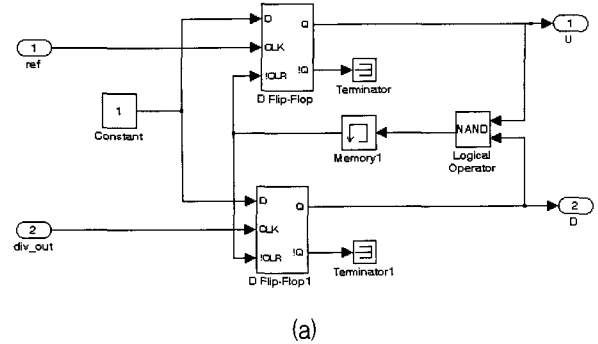 D
Q
1
U
1
ref
CLK
!CLR
!Q
D Flip-Flop
Terminator
1
Constant
Memory1
NAND
Logical
Operator
D
Q
2
D
2
div_out
CLK
!CLR
!Q
D Flip-Flop1
Terminator1
(a)